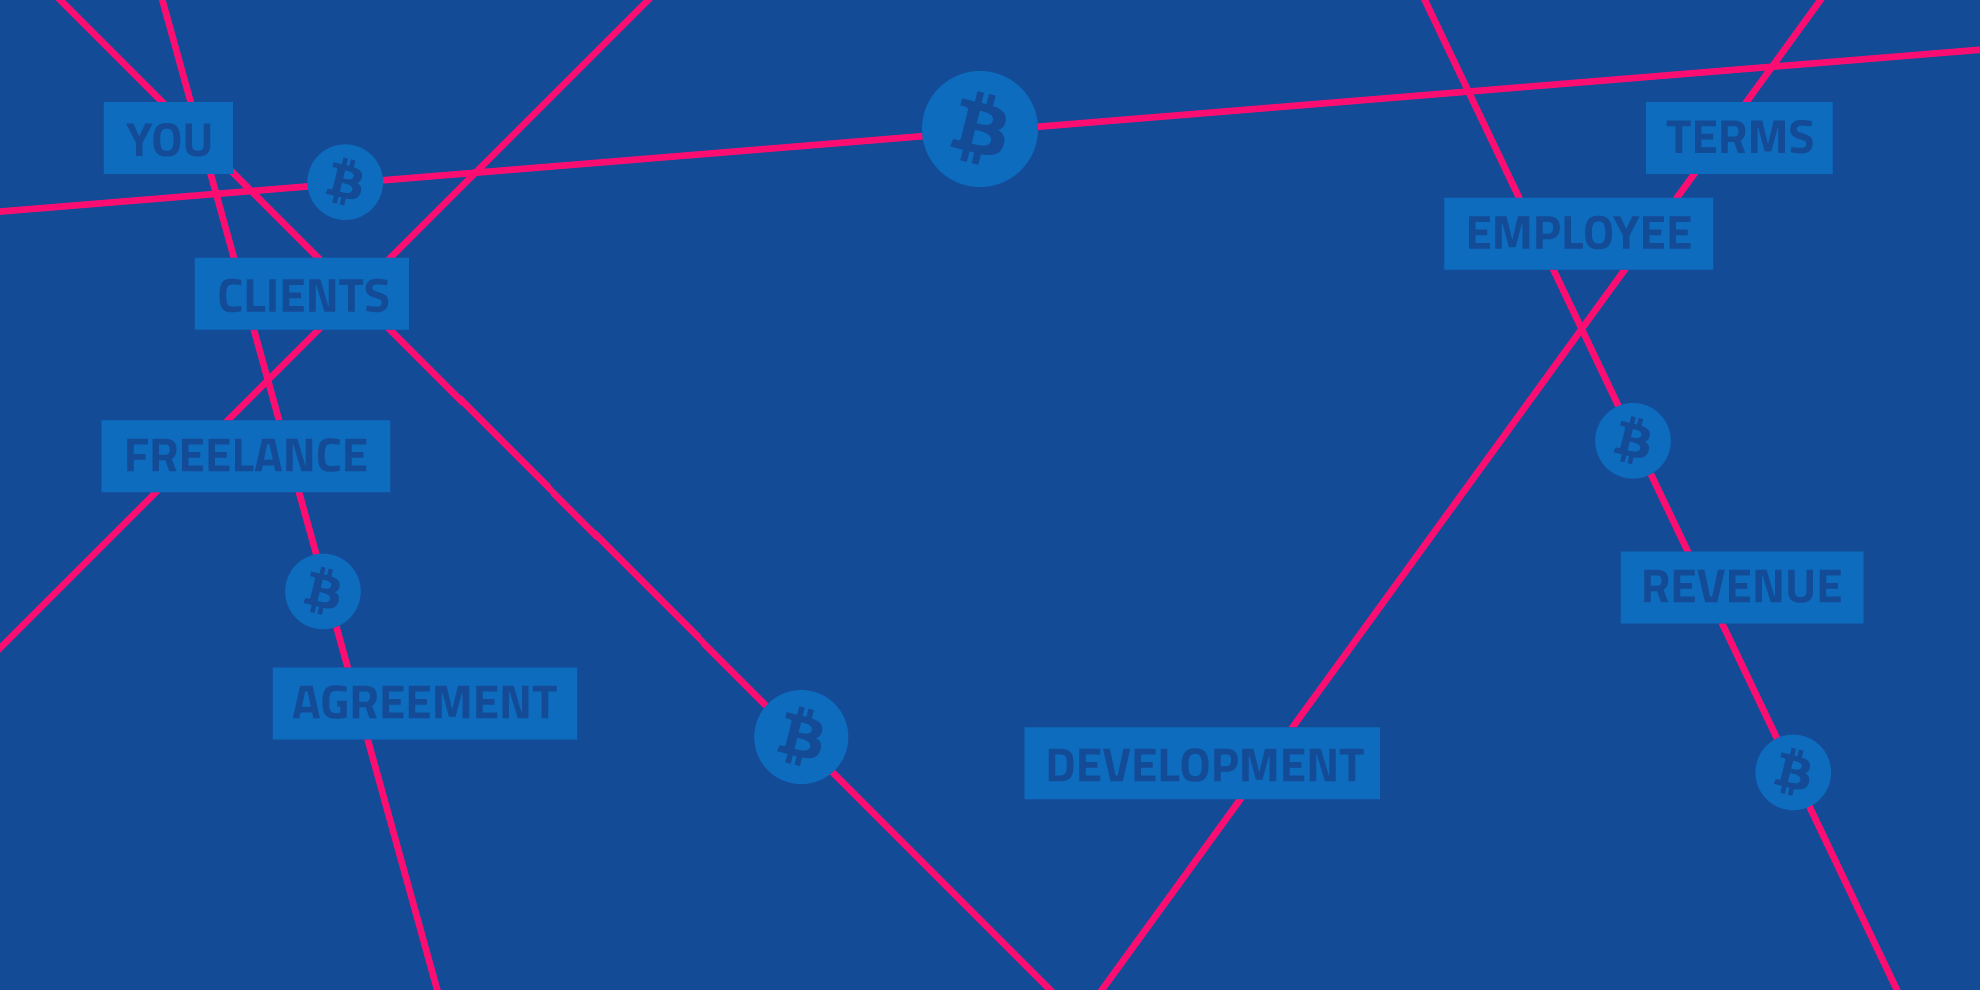 YOU
TERMS
EMPLOYEE
CLIENTS
FREELANCE
REVENUE
AGREEMENT
DEVELOPMENT